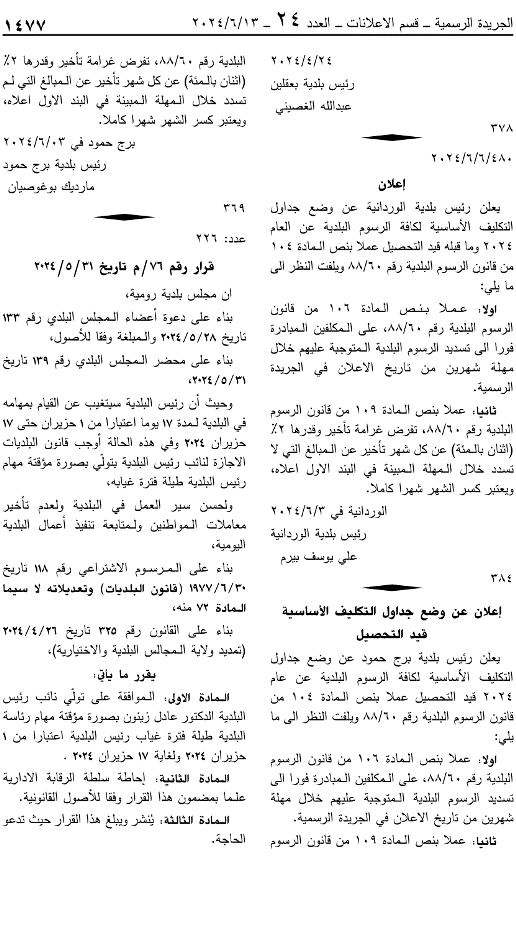 الجريدة الرسمية ـ قسم الاعلانات ـ العدد ٢٤ ـ ٢٠٢٤/٦/١٣
١٤٧٧
٢٠٢٤/٤/٢٤
رئيس بلدية بعقلين
عبدالله الغصيني
٣٧٨
٢٠٢٤/٦/٦/٤٨٠
إعلان
يعلن رئيس بلدية الوردانية عن وضع جداول
التكليف الأساسية لكافة الرسوم البلدية عن العام
٢٠٢٤ وما قبله قيد التحصيل عملا بنص المادة ١٠٤
من قانون الرسوم البلدية رقم ٨٨/٦٠ ويلفت النظر الى
ما يلي:
اولا: عملا بنص المادة ١٠٦ من قانون
الرسوم البلدية رقم ٨٨/٦٠، على المكلفين المبادرة
فورا الى تسديد الرسوم البلدية المتوجبة عليهم خلال
مهلة شهرين من تاريخ الاعلان في الجريدة
الرسمية.
ثانيا: عملا بنص المادة ١٠٩ من قانون الرسوم
البلدية رقم ٨٨/٦٠، تفرض غرامة تأخير وقدرها ٢٪
(اثنان بالمئة) عن كل شهر تأخير عن المبالغ التي لا
تسدد خلال المهلة المبينة في البند الاول اعلاه،
ويعتبر كسر الشهر شهرا كاملا.
الوردانية في ٢٠٢٤/٦/٣
رئيس بلدية الوردانية
علي يوسف بيرم
٣٨٤
إعلان عن وضع جداول التكليف الأساسية
قيد التحصيل
يعلن رئيس بلدية برج حمود عن وضع جداول
التكليف الأساسية لكافة الرسوم البلدية عن عام
٢٠٢٤ قيد التحصيل عملا بنص المادة ١٠٤ من
قانون الرسوم البلدية رقم ٨٨/٦٠ ويلفت النظر الى ما
يلي:
اولا: عملا بنص المادة ١٠٦ من قانون الرسوم
البلدية رقم ٨٨/٦٠، على المكلفين المبادرة فورا الى
تسديد الرسوم البلدية المتوجبة عليهم خلال مهلة
شهرين من تاريخ الاعلان في الجريدة الرسمية.
ثانيا: عملا بنص المادة ١٠٩ من قانون الرسوم
البلدية رقم ٨٨/٦٠، تفرض غرامة تأخير وقدرها ٢٪
(اثنان بالمئة) عن كل شهر تأخير عن المبالغ التي لم
تسدد خلال المهلة المبينة في البند الاول اعلاه،
ويعتبر كسر الشهر شهرا كاملا.
برج حمود في ٢٠٢٤/٦/٠٣
رئيس بلدية برج حمود
مارديك بوغوصيان
٣٦٩
عدد: ٢٢٦
قرار رقم ٧٦/م تاريخ ٢٠٢٤/٥/٣١
ان مجلس بلدية رومية،
بناء على دعوة أعضاء المجلس البلدي رقم ١٣٣
تاريخ ٢٠٢٤/٥/٢٨ والمبلغة وفقا للأصول،
بناء على محضر المجلس البلدي رقم ١٣٩ تاريخ
٢٠٢٤/٥/٣١،
وحيث أن رئيس البلدية سيتغيب عن القيام بمهامه
في البلدية لمدة ١٧ يوما اعتبارا من ١ حزيران حتى ١٧
حزيران ٢٠٢٤ وفي هذه الحالة أوجب قانون البلديات
الاجازة لنائب رئيس البلدية بتولّي بصورة مؤقتة مهام
رئيس البلدية طيلة فترة غيابه،
ولحسن سير العمل في البلدية ولعدم تأخير
معاملات المواطنين ولمتابعة تنفيذ أعمال البلدية
اليومية،
بناء على المرسوم الاشتراعي رقم ١١٨ تاريخ
١٩٧٧/٦/٣٠ (قانون البلديات) وتعديلاته لا سيما
المادة ٧٢ منه،
بناء على القانون رقم ٣٢٥ تاريخ ٢٠٢٤/٤/٢٦
(تمديد ولاية المجالس البلدية والاختيارية)،
يقرر ما يأتي:
المادة الاولى: الموافقة على تولّي نائب رئيس
البلدية الدكتور عادل زينون بصورة مؤقتة مهام رئاسة
البلدية طيلة فترة غياب رئيس البلدية اعتبارا من ١
حزيران ٢٠٢٤ ولغاية ١٧ حزيران ٢٠٢٤ .
المادة الثانية: إحاطة سلطة الرقابة الادارية
علما بمضمون هذا القرار وفقا للأصول القانونية.
المادة الثالثة: يُنشر ويبلغ هذا القرار حيث تدعو
الحاجة.